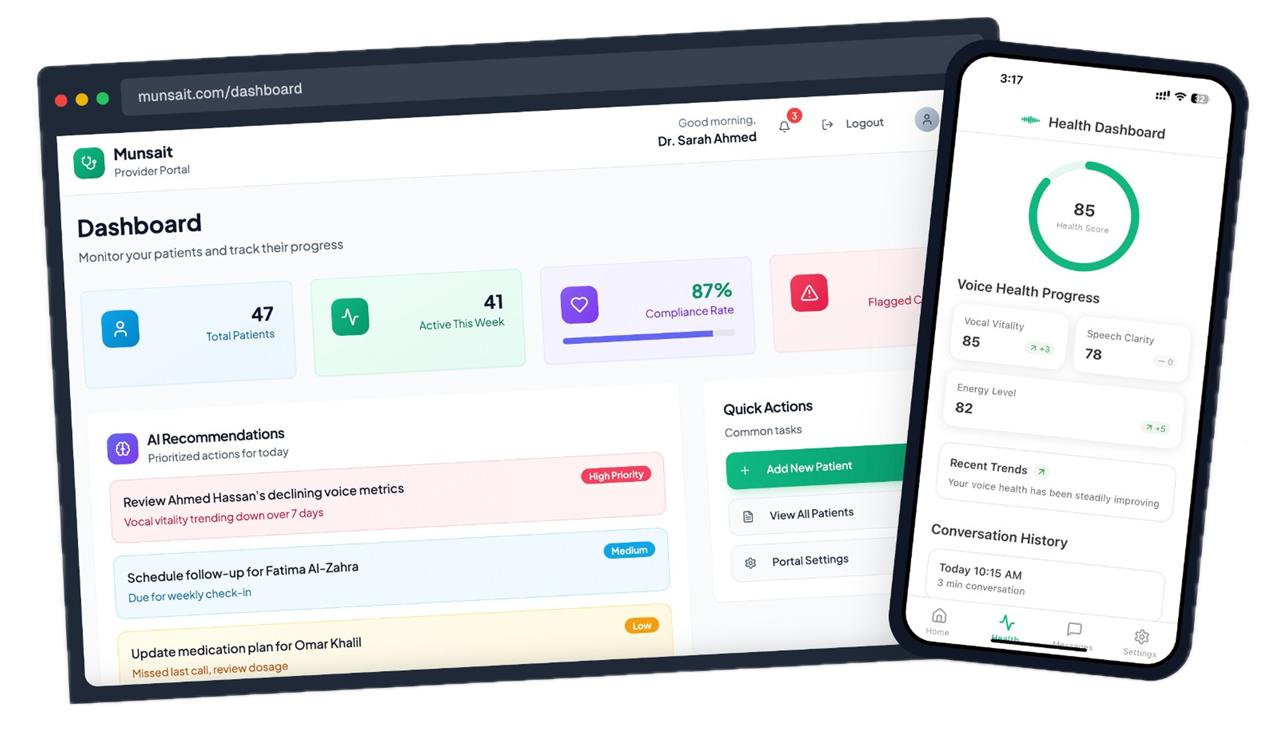 munsait.com/dashboard
Munsait
Provider Portal
Good morning,
Dr. Sarah Ahmed
3
Logout
Dashboard
Monitor your patients and track their progress
47
Total Patients
41
Active This Week
87%
Compliance Rate
Flagged
AI Recommendations
Prioritized actions for today
Review Ahmed Hassan's declining voice metrics
High Priority
Vocal vitality trending down over 7 days
Schedule follow-up for Fatima Al-Zahra
Medium
Due for weekly check-in
Update medication plan for Omar Khalil
Low
Missed last call, review dosage
Quick Actions
Common tasks
+ Add New Patient
View All Patients
Portal Settings
3:17
32
Health Dashboard
85
Health Score
Voice Health Progress
Vocal Vitality
85
+3
Speech Clarity
78
— 0
Energy Level
82
+5
Recent Trends
Your voice health has been steadily improving
Conversation History
Today 10:15 AM
3 min conversation
Home
Health
Messages
Settings